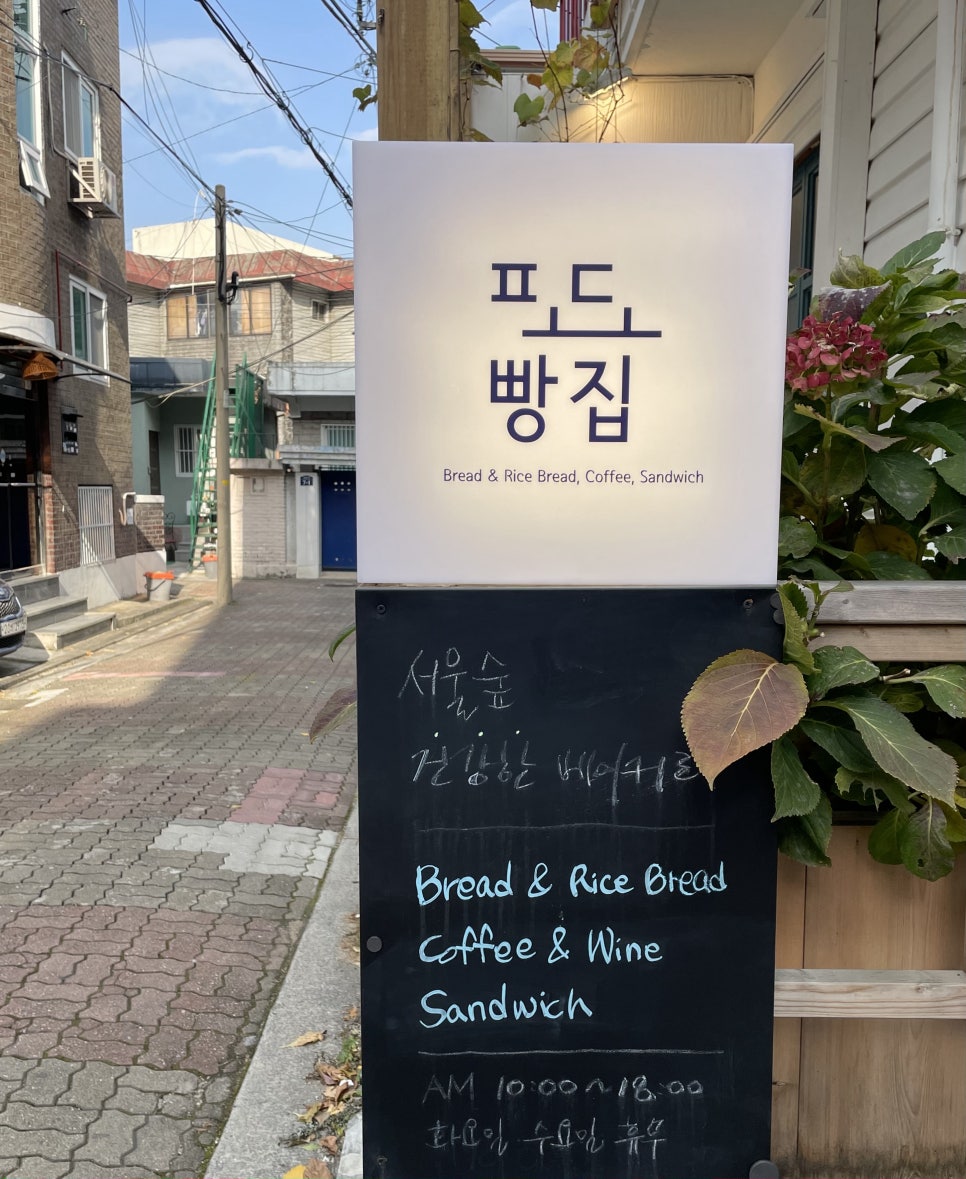 포도
빵집
Bread & Rice Bread, Coffee, Sandwich
서울숲
건강한 베이커리
Bread & Rice Bread
Coffee & Wine
Sandwich
AM 10:00~18:00
화요일 수요일 휴무